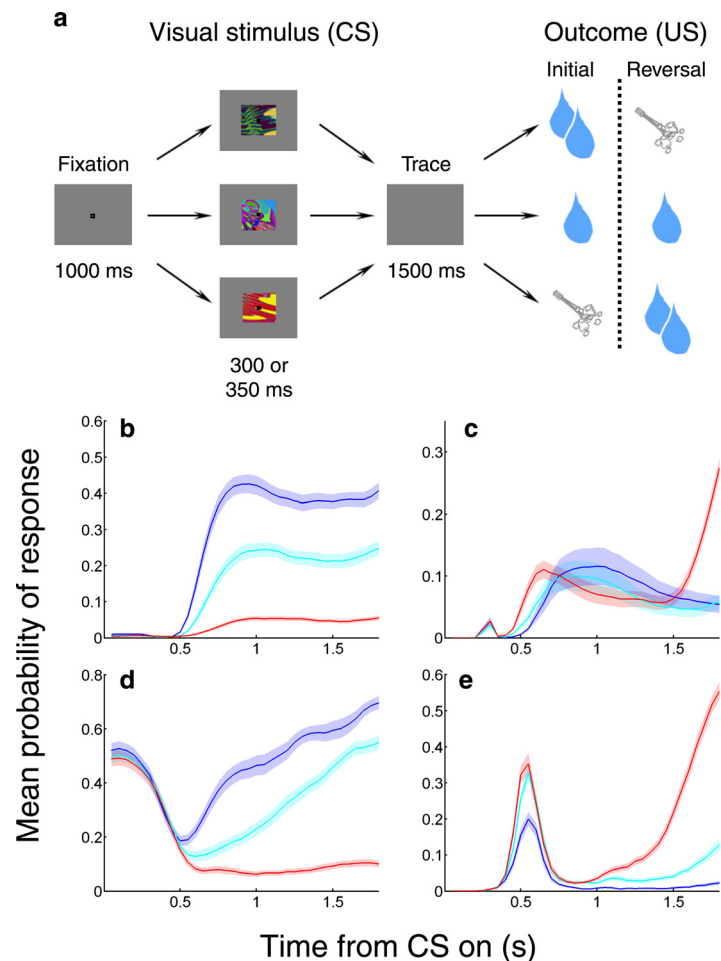 a
Visual stimulus (CS)
Outcome (US)
Initial
Reversal
Fixation
Trace
1000 ms
1500 ms
300 or
350 ms
Mean probability of response
b
0.6
0.5
0.4
0.3
0.2
0.1
0
0.5
1
1.5
c
0.3
0.2
0.1
0
0.5
1
1.5
d
0.8
0.6
0.4
0.2
0
0.5
1
1.5
e
0.6
0.5
0.4
0.3
0.2
0.1
0
0.5
1
1.5
Time from CS on (s)